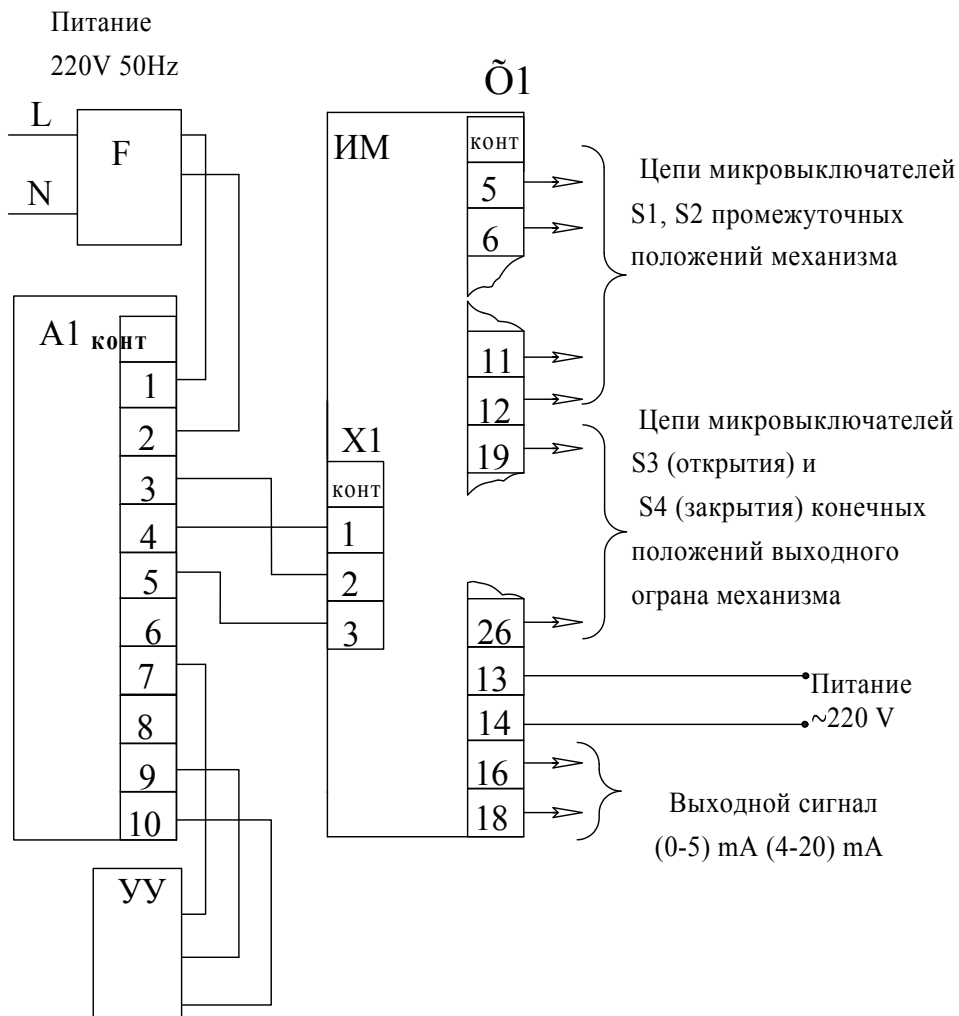 Питание
220V 50Hz
L
N
F
А1 конт
1
2
3
4
5
6
7
8
9
10
УУ
Õ1
ИМ
конт
5
6
11
12
19
26
13
14
16
18
Х1
конт
1
2
3
Цепи микровыключателей
S1, S2 промежуточных
положений механизма
Цепи микровыключателей
S3 (открытия) и
S4 (закрытия) конечных
положений выходного
ограна механизма
Питание
~220 V
Выходной сигнал
(0-5) mA (4-20) mA